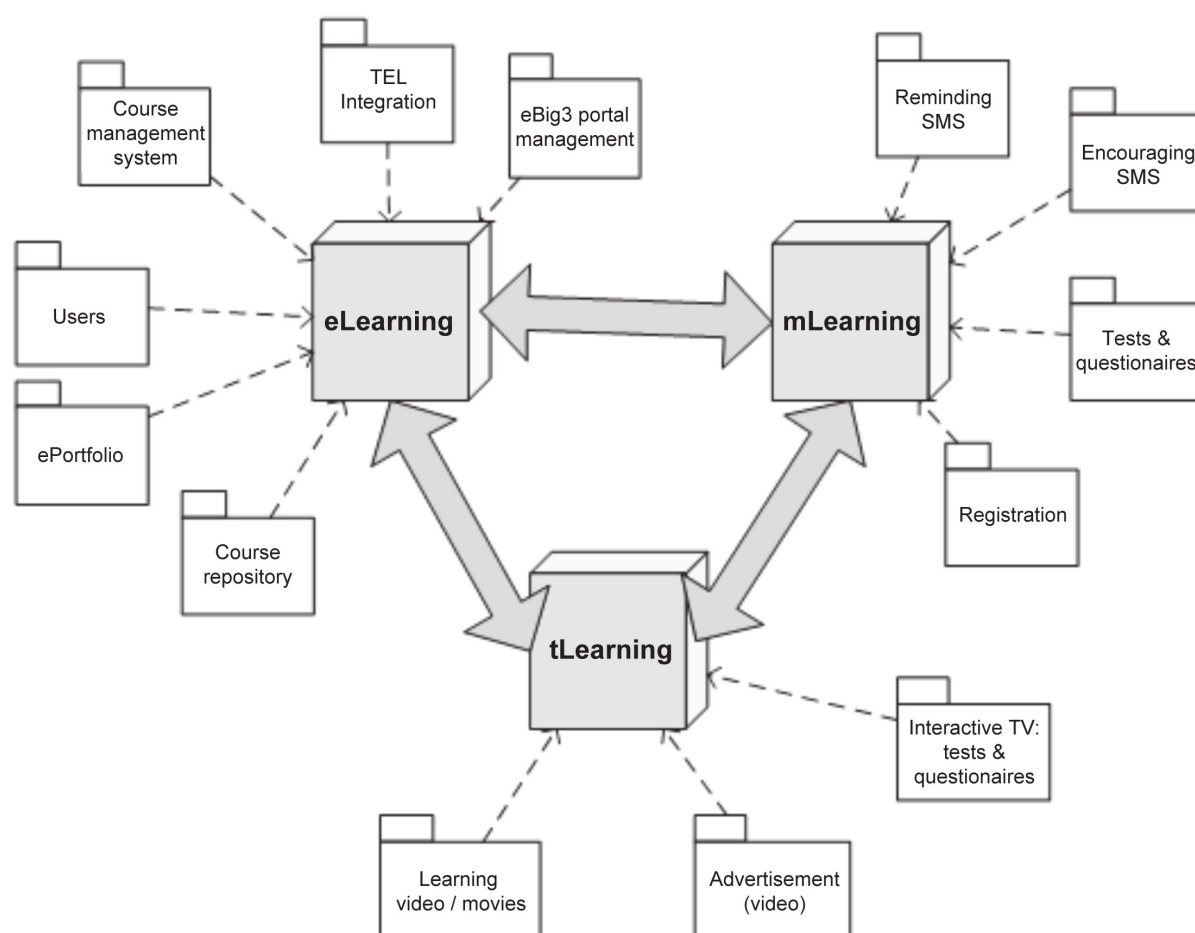 TEL
Integration
eBig3 portal
management
Course
management
system
Reminding
SMS
Encouraging
SMS
Users
eLearning
mLearning
Tests &
questionaires
ePortfolio
Course
repository
Registration
tLearning
Interactive TV:
tests &
questionaires
Learning
video / movies
Advertisement
(video)